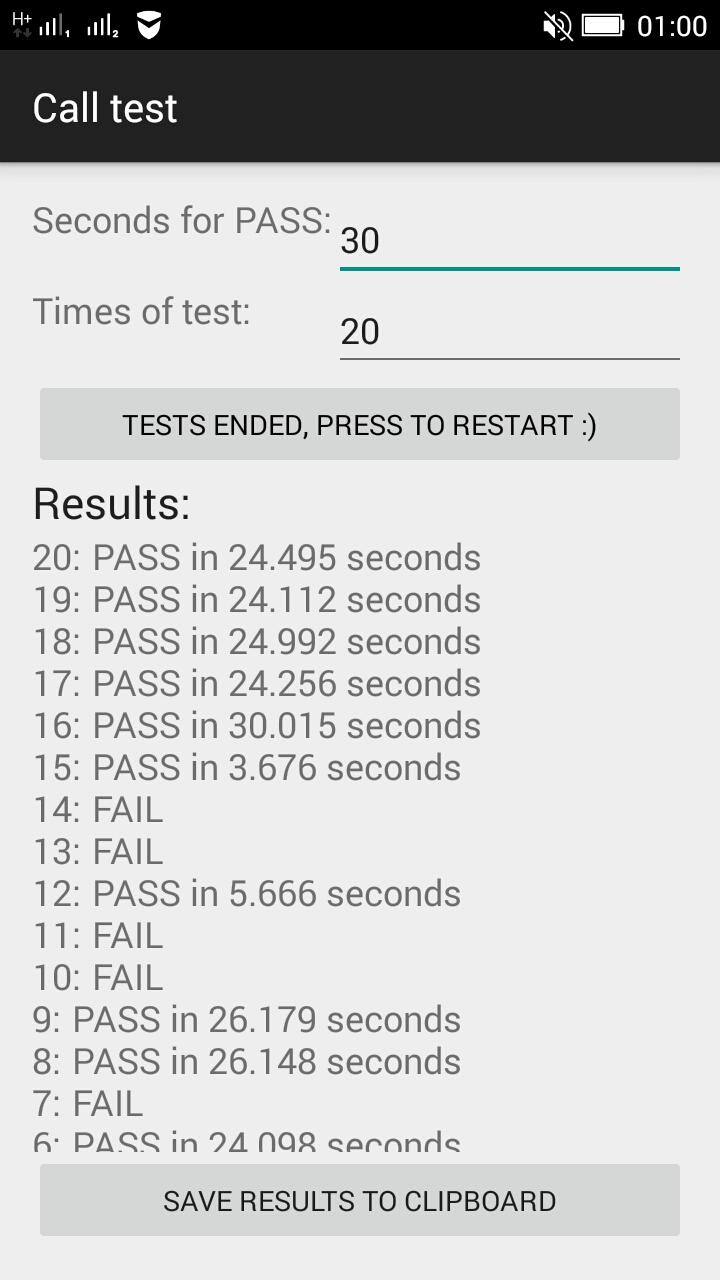 H+ 1 2 01:00
Call test
Seconds for PASS: 30
Times of test: 20
TESTS ENDED, PRESS TO RESTART :)
Results:
20: PASS in 24.495 seconds
19: PASS in 24.112 seconds
18: PASS in 24.992 seconds
17: PASS in 24.256 seconds
16: PASS in 30.015 seconds
15: PASS in 3.676 seconds
14: FAIL
13: FAIL
12: PASS in 5.666 seconds
11: FAIL
10: FAIL
9: PASS in 26.179 seconds
8: PASS in 26.148 seconds
7: FAIL
6: PASS in 24.098 seconds
SAVE RESULTS TO CLIPBOARD